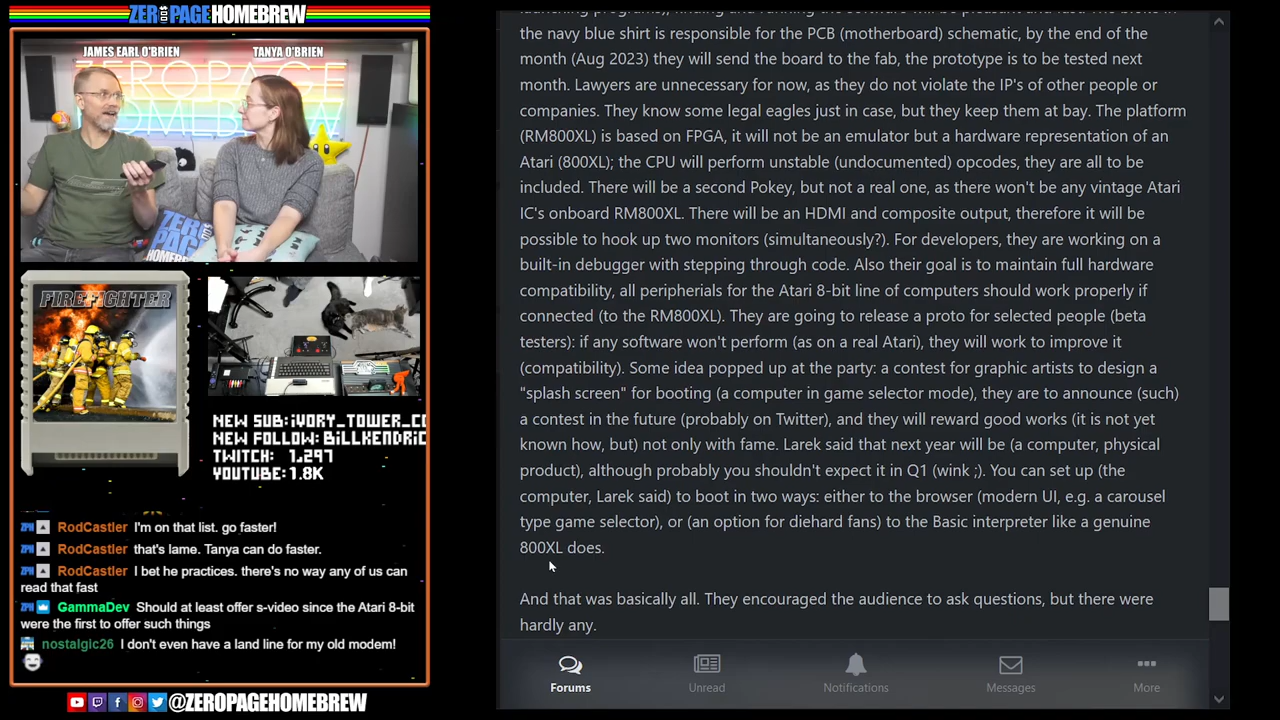 ZERO PAGE HOMEBREW
JAMES EARL O'BRIEN
TANYA O'BRIEN
ZEROPAGE
HOMEBREW
ZERO PAGE
HOMEBREW
FIREFIGHTER
NEW SUB: IVORY_TOWER_CO
NEW FOLLOW: BILLKENDRIC
TWITCH: 1,297
YOUTUBE: 1.8K
RodCastler I'm on that list. go faster!
RodCastler that's lame. Tanya can do faster.
RodCastler I bet he practices. there's no way any of us can
read that fast
GammaDev Should at least offer s-video since the Atari 8-bit
were the first to offer such things
nostalgic26 I don't even have a land line for my old modem!
@ZEROPAGEHOMEBREW
the navy blue shirt is responsible for the PCB (motherboard) schematic, by the end of the
month (Aug 2023) they will send the board to the fab, the prototype is to be tested next
month. Lawyers are unnecessary for now, as they do not violate the IP's of other people or
companies. They know some legal eagles just in case, but they keep them at bay. The platform
(RM800XL) is based on FPGA, it will not be an emulator but a hardware representation of an
Atari (800XL); the CPU will perform unstable (undocumented) opcodes, they are all to be
included. There will be a second Pokey, but not a real one, as there won't be any vintage Atari
IC's onboard RM800XL. There will be an HDMI and composite output, therefore it will be
possible to hook up two monitors (simultaneously?). For developers, they are working on a
built-in debugger with stepping through code. Also their goal is to maintain full hardware
compatibility, all peripherials for the Atari 8-bit line of computers should work properly if
connected (to the RM800XL). They are going to release a proto for selected people (beta
testers): if any software won't perform (as on a real Atari), they will work to improve it
(compatibility). Some idea popped up at the party: a contest for graphic artists to design a
"splash screen" for booting (a computer in game selector mode), they are to announce (such)
a contest in the future (probably on Twitter), and they will reward good works (it is not yet
known how, but) not only with fame. Larek said that next year will be (a computer, physical
product), although probably you shouldn't expect it in Q1 (wink ;). You can set up (the
computer, Larek said) to boot in two ways: either to the browser (modern UI, e.g. a carousel
type game selector), or (an option for diehard fans) to the Basic interpreter like a genuine
800XL does.
And that was basically all. They encouraged the audience to ask questions, but there were
hardly any.
Forums
Unread
Notifications
Messages
More